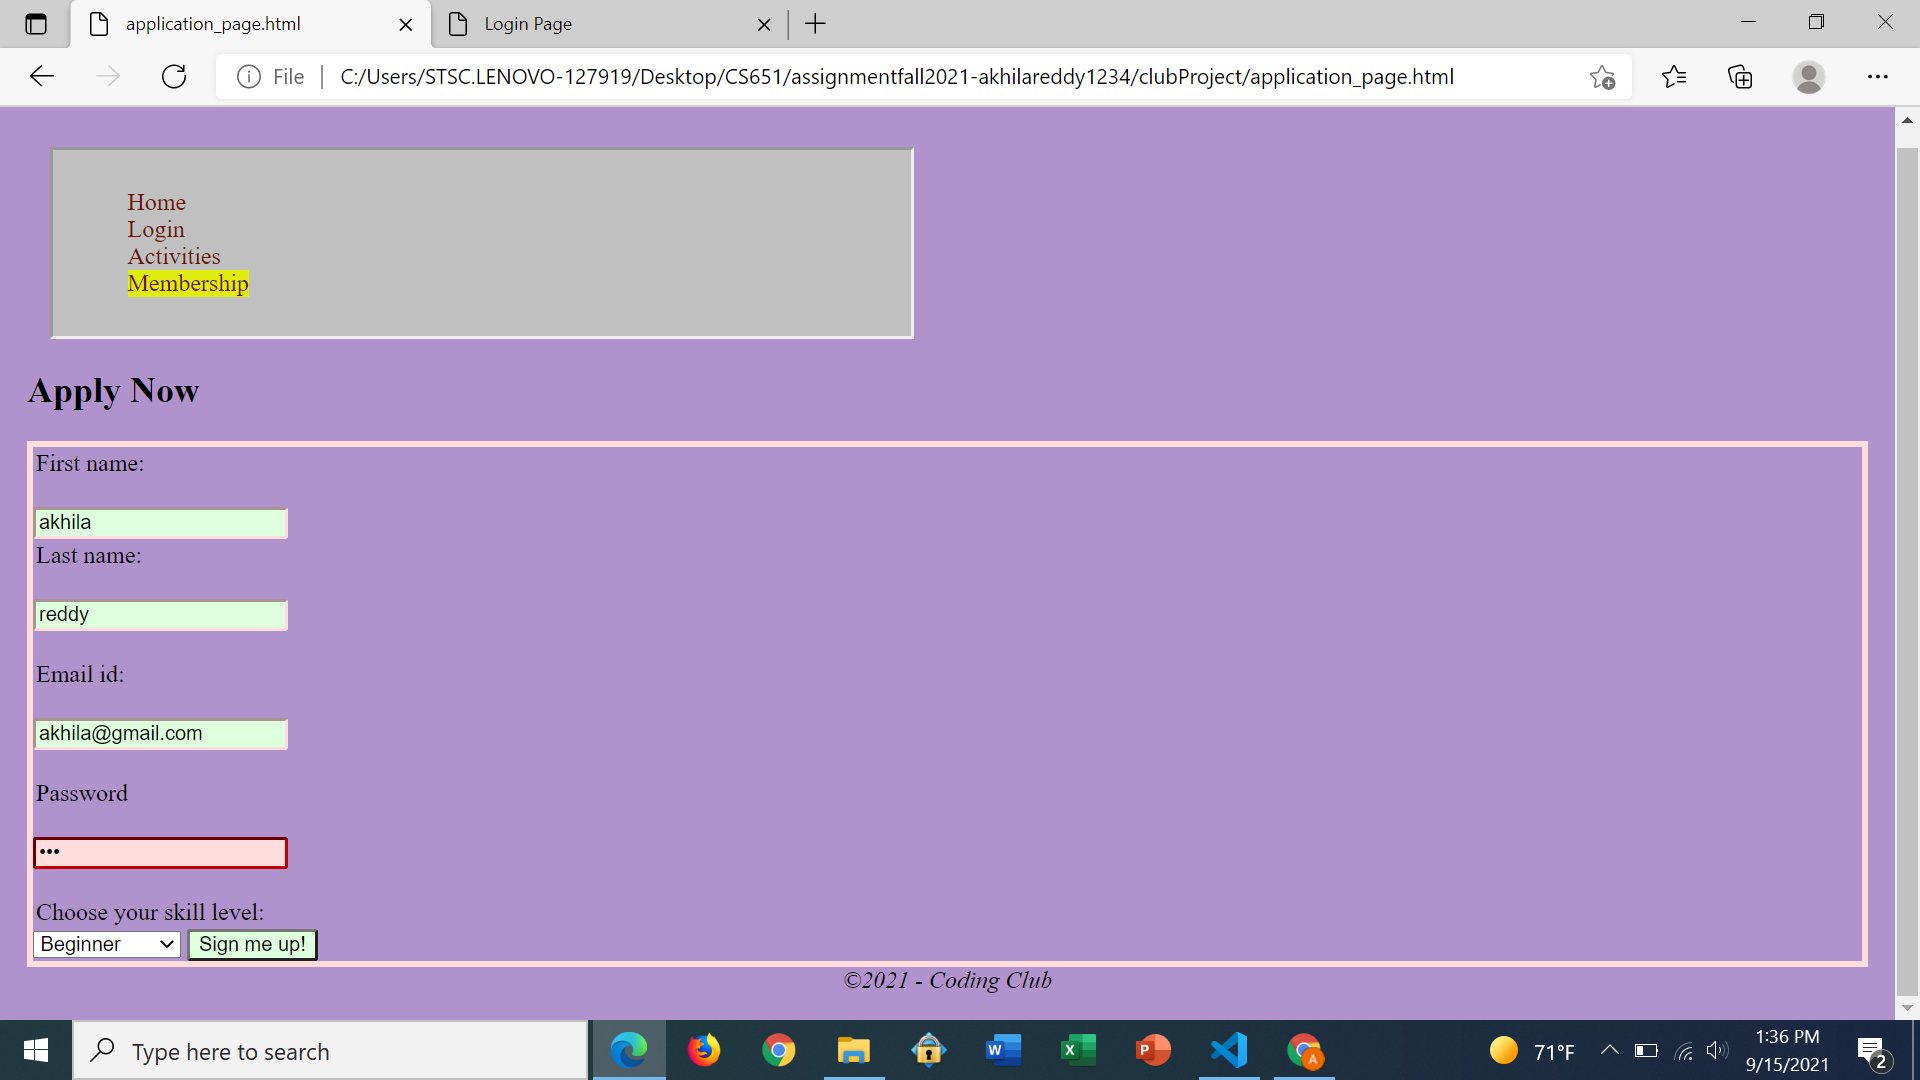 application_page.html
Login Page
File
C:/Users/STSC.LENOVO-127919/Desktop/CS651/assignmentfall2021-akhilareddy1234/clubProject/application_page.html
Home
Login
Activities
Membership
Apply Now
First name:
akhila
Last name:
reddy
Email id:
akhila@gmail.com
Password
•••
Choose your skill level:
Beginner Sign me up!
©2021 - Coding Club
Type here to search
W
X
P
A
71°F
1:36 PM
9/15/2021
2